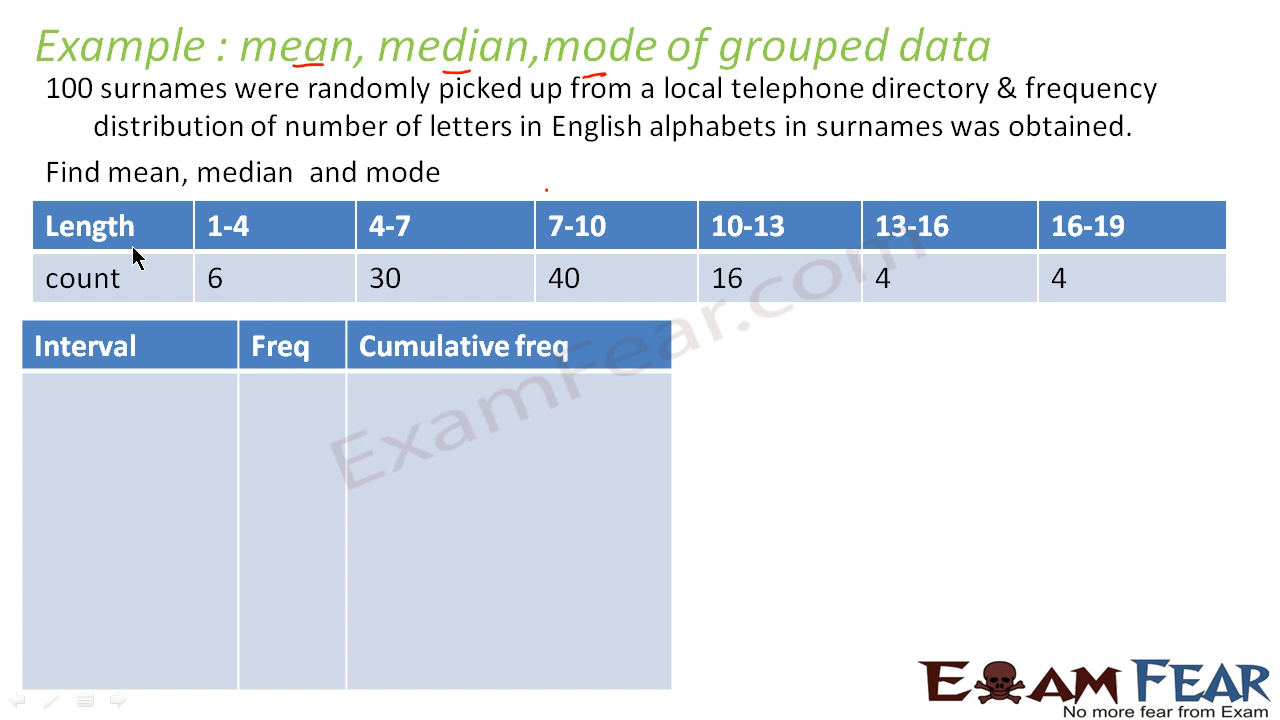 Example : mean, median,mode of grouped data
100 surnames were randomly picked up from a local telephone directory & frequency
distribution of number of letters in English alphabets in surnames was obtained.
Find mean, median and mode
Length 1-4 4-7 7-10 10-13 13-16 16-19
count 6 30 40 16 4 4
Interval Freq Cumulative freq
ExamFear.com
EXAM FEAR
No more fear from Exam